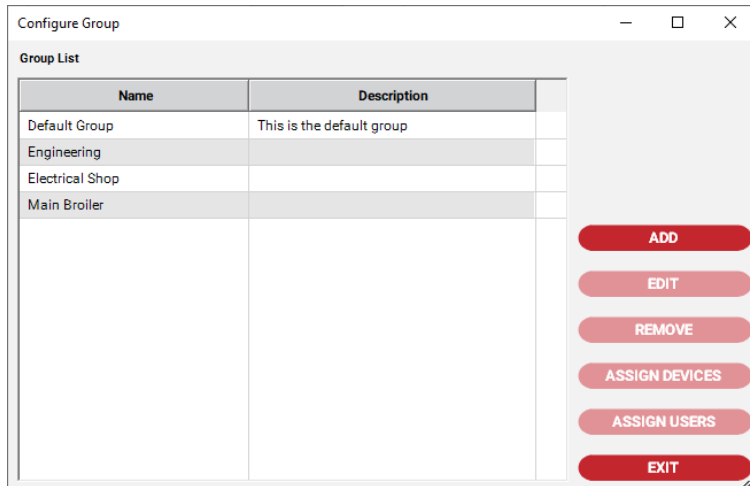 Configure Group
Group List
Name Description
Default Group This is the default group
Engineering
Electrical Shop
Main Broiler
ADD
EDIT
REMOVE
ASSIGN DEVICES
ASSIGN USERS
EXIT